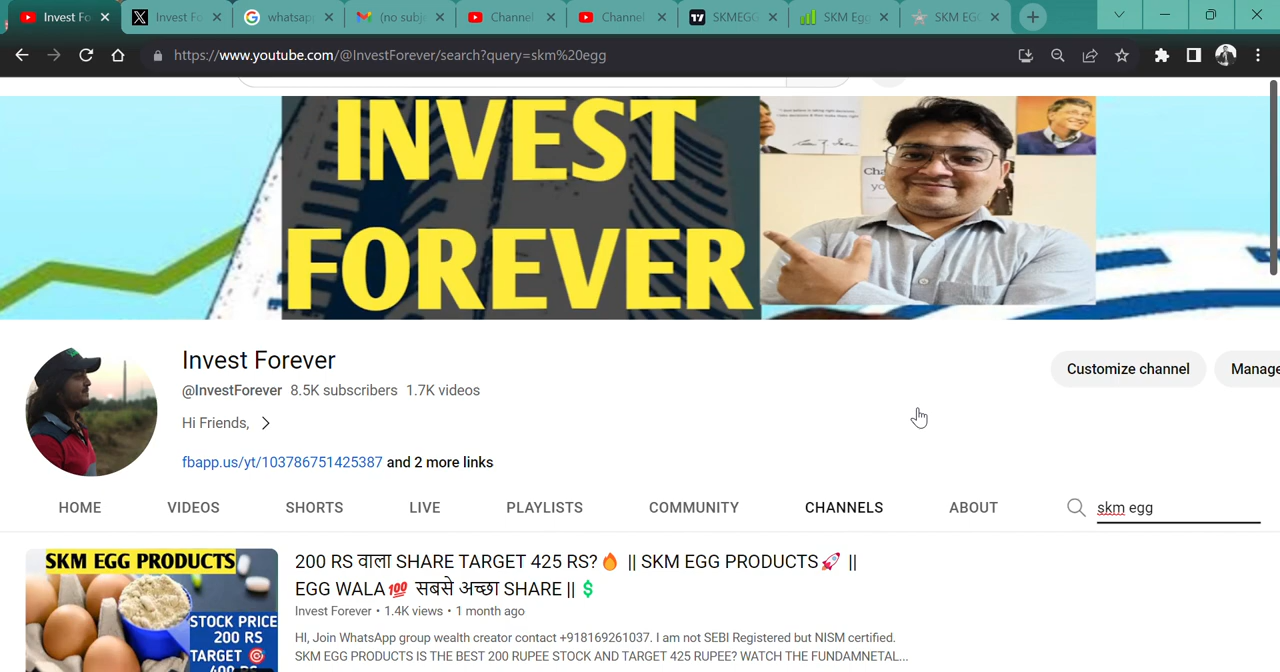 Invest Fo
Invest Fo
whatsap
(no subj
Channel
Channel
SKMEGG
SKM Egg
SKM EG
https://www.youtube.com/@InvestForever/search?query=skm%20egg
INVEST
FOREVER
Invest Forever
@InvestForever 8.5K subscribers 1.7K videos
Customize channel
Manage
Hi Friends,
fbapp.us/yt/103786751425387 and 2 more links
HOME VIDEOS SHORTS LIVE PLAYLISTS COMMUNITY CHANNELS ABOUT skm egg
SKM EGG PRODUCTS
STOCK PRICE
200 RS
TARGET 🎯
200 RS वाला SHARE TARGET 425 RS?🔥 || SKM EGG PRODUCTS🚀 ||
EGG WALA💯 सबसे अच्छा SHARE || 💲
Invest Forever • 1.4K views • 1 month ago
HI, Join WhatsApp group wealth creator contact +918169261037. I am not SEBI Registered but NISM certified.
SKM EGG PRODUCTS IS THE BEST 200 RUPEE STOCK AND TARGET 425 RUPEE? WATCH THE FUNDAMNETAL...